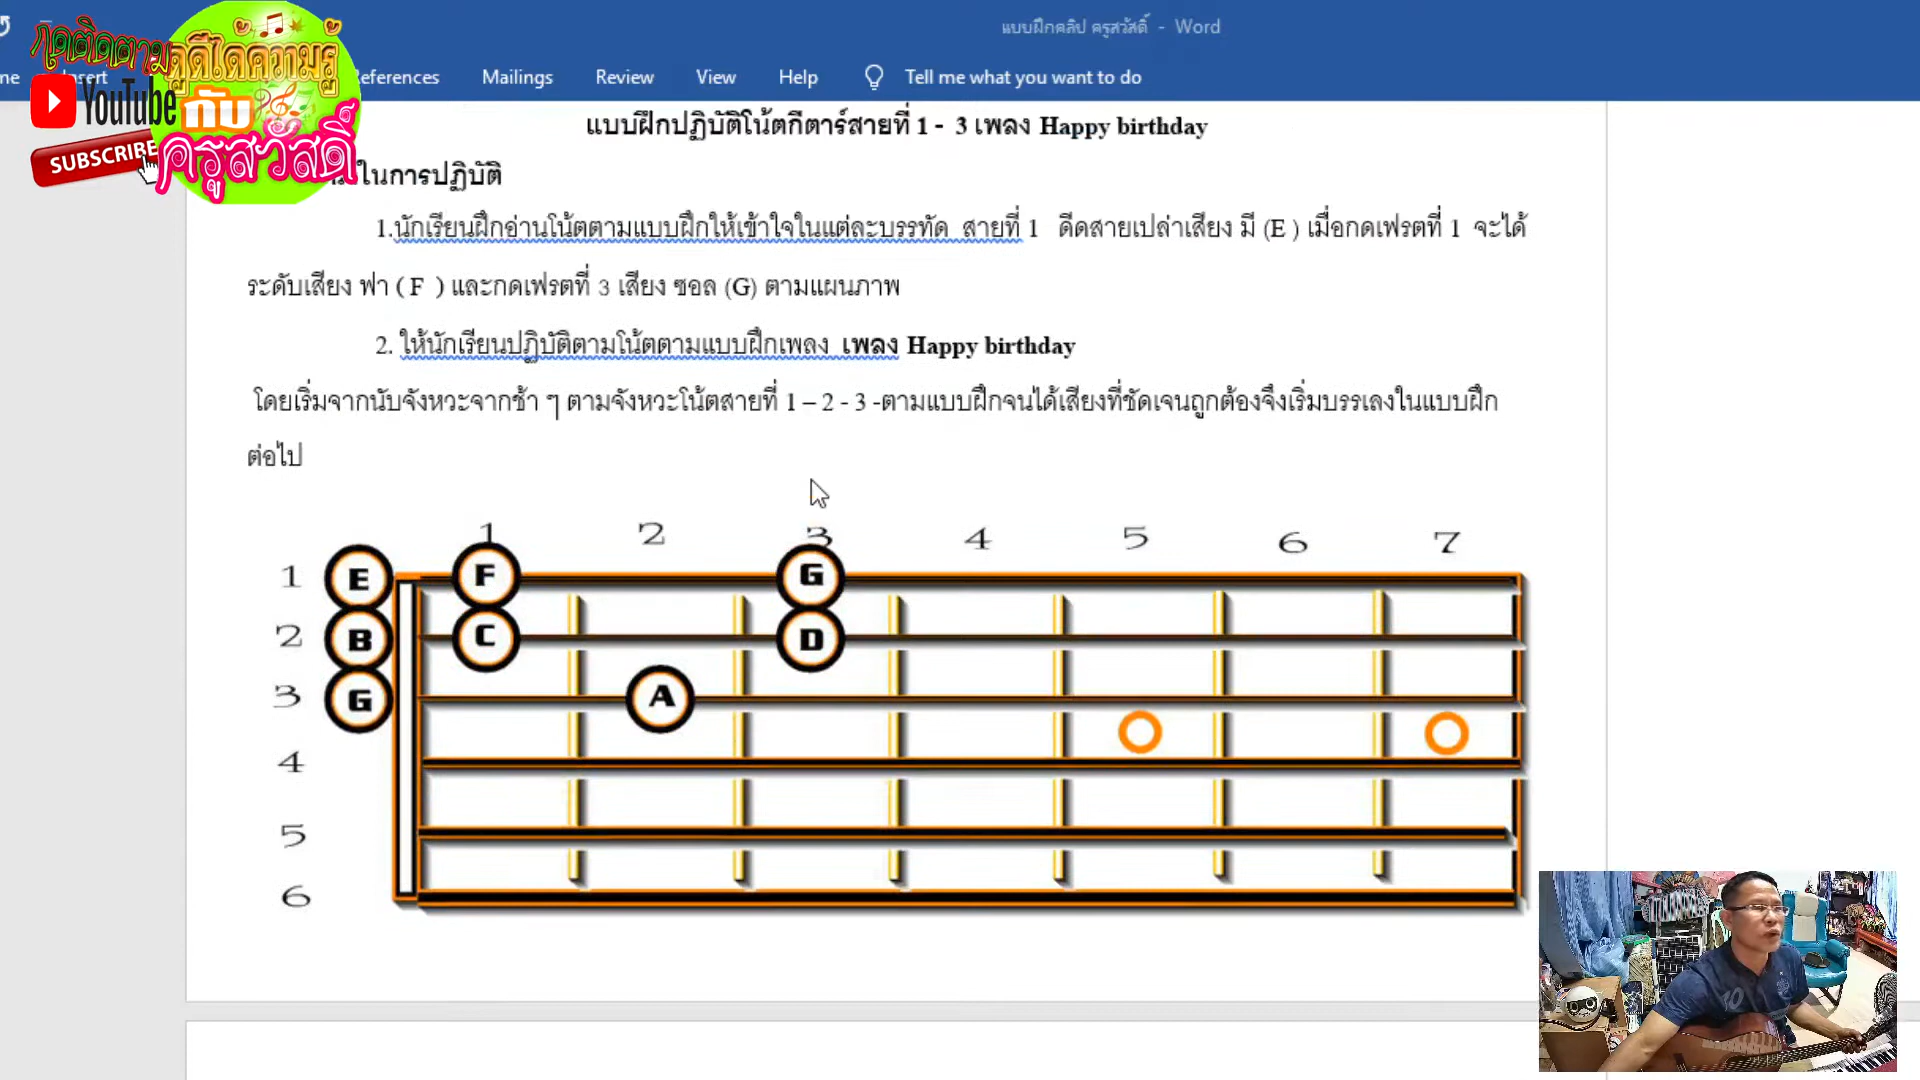 แบบฝึกคลิป ครูสวัสดิ์ - Word
References Mailings Review View Help Tell me what you want to do
กดติดตาม
YouTube
SUBSCRIBE
ดูดีได้ความรู้
กับ
ครูสวัสดิ์
แบบฝึกปฏิบัติโน้ตกีตาร์สายที่ 1 - 3 เพลง Happy birthday
ในการปฏิบัติ
1.นักเรียนฝึกอ่านโน้ตตามแบบฝึกให้เข้าใจในแต่ละบรรทัด สายที่ 1 ดีดสายเปล่าเสียง มี (E ) เมื่อกดเฟรตที่ 1 จะได้
ระดับเสียง ฟา ( F ) และกดเฟรตที่ 3 เสียง ซอล (G) ตามแผนภาพ
2. ให้นักเรียนปฏิบัติตามโน้ตตามแบบฝึกเพลง เพลง Happy birthday
โดยเริ่มจากนับจังหวะจากช้า ๆ ตามจังหวะโน้ตสายที่ 1 – 2 - 3 -ตามแบบฝึกจนได้เสียงที่ชัดเจนถูกต้องจึงเริ่มบรรเลงในแบบฝึก
ต่อไป
1 2 3 4 5 6 7
1 E F G
2 B C D
3 G A
4
5
6